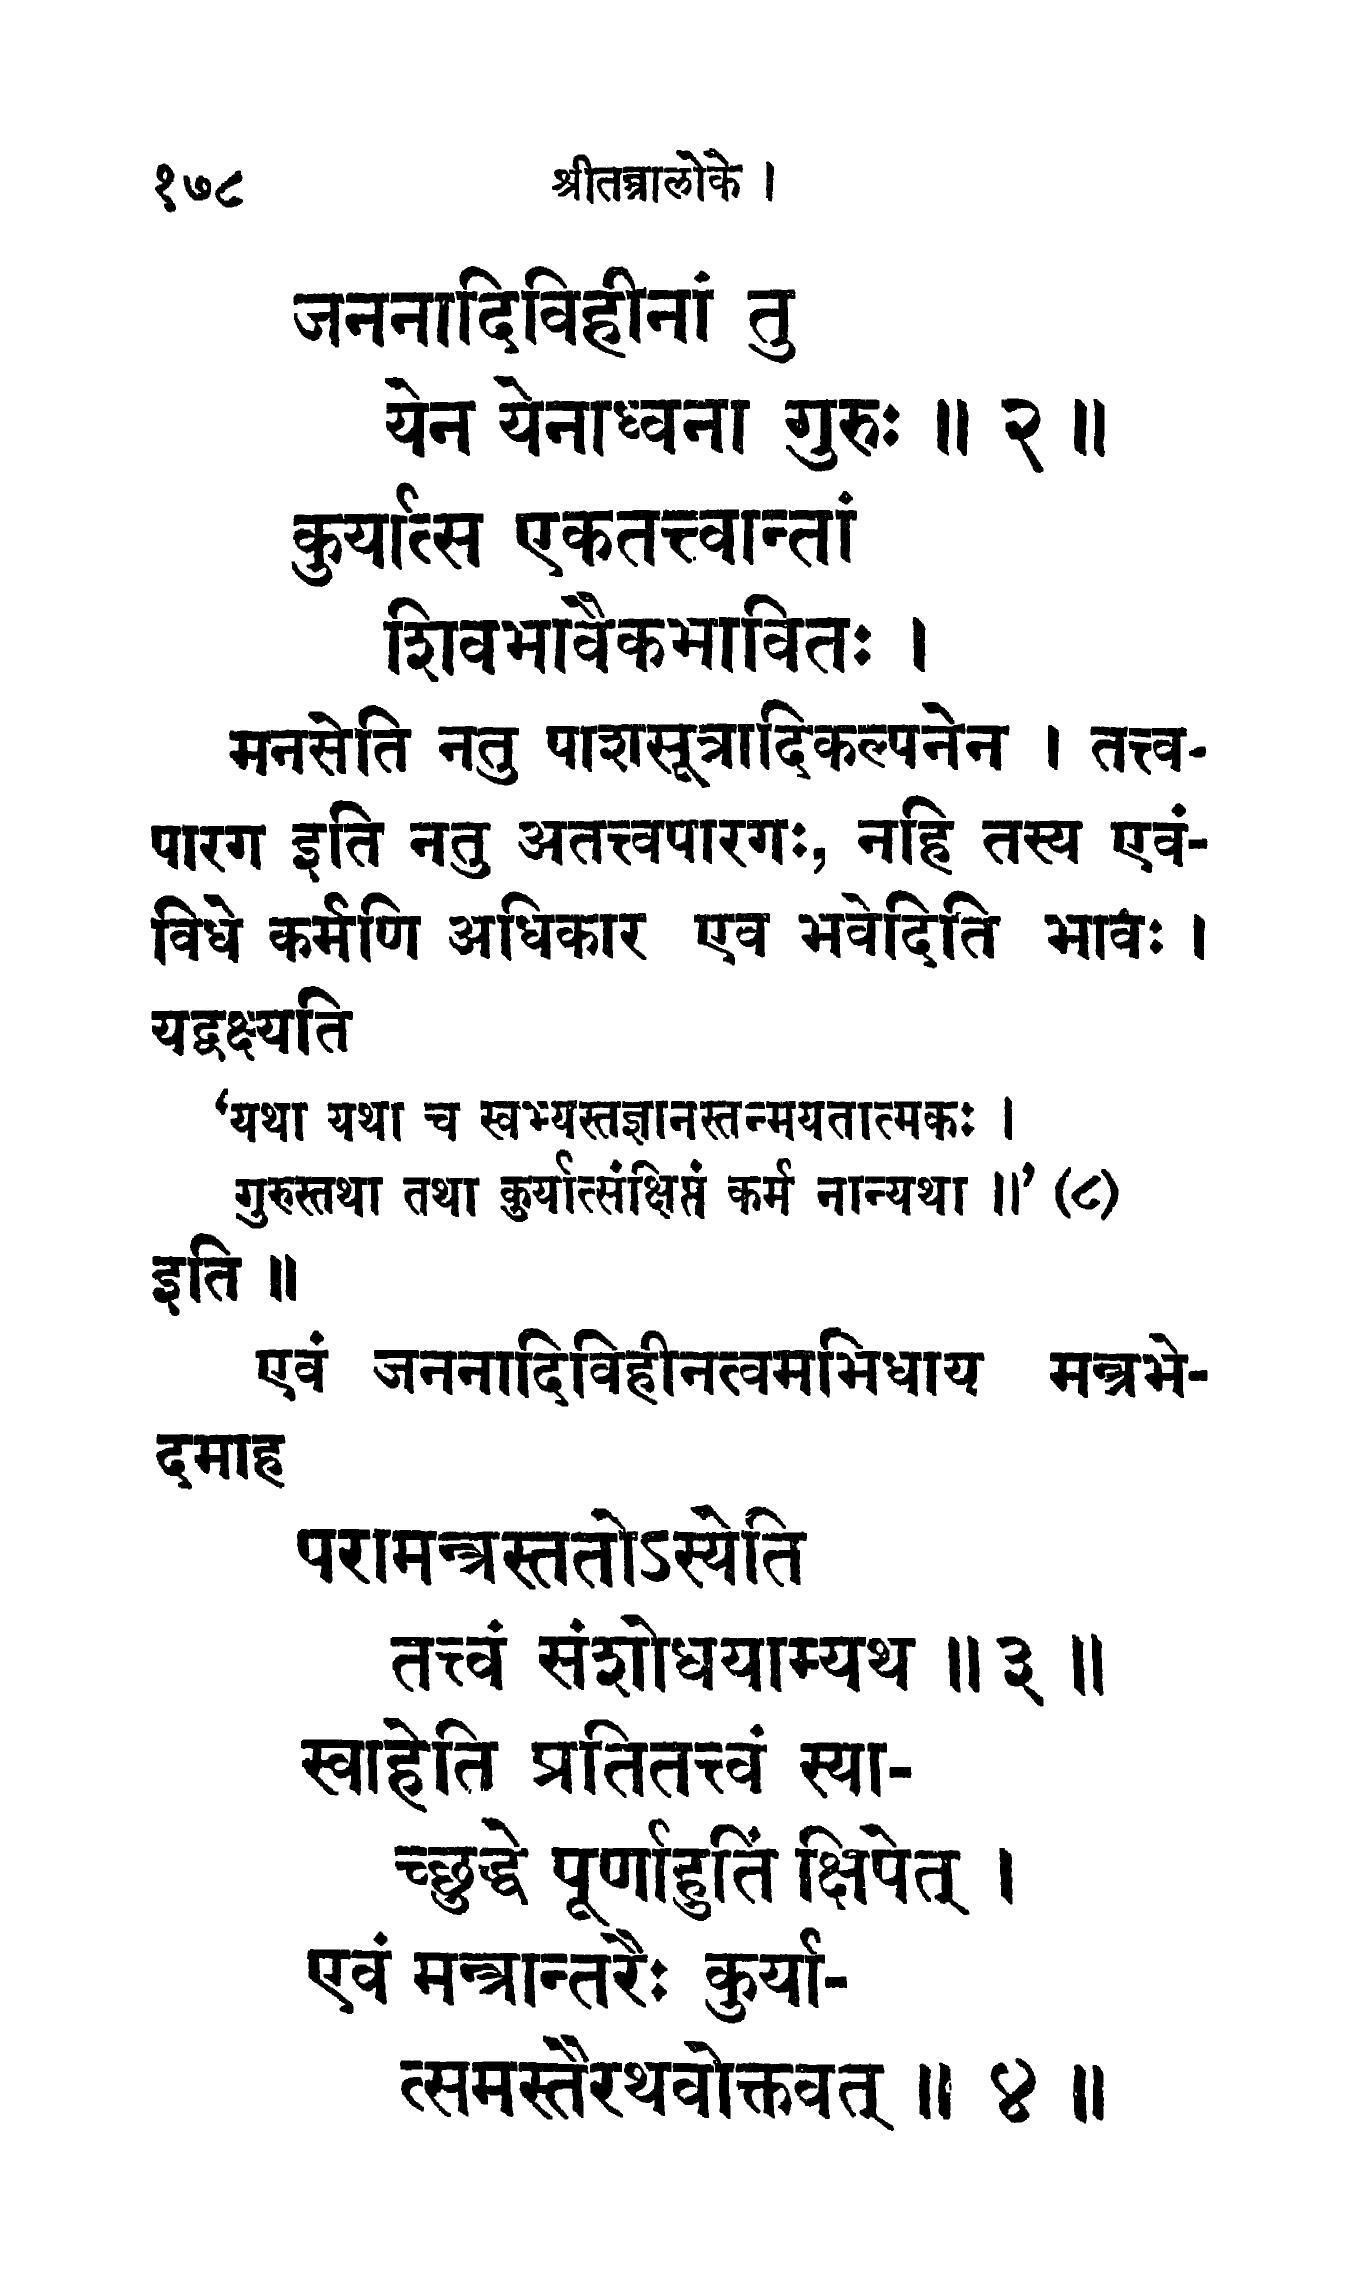 १७८ श्रीतन्त्रालोके ।
जननादिविहीनां तु
येन येनाध्वना गुरुः ॥ २ ॥
कुर्यात्स एकतत्त्वान्तां
शिवभावैकभावितः ।
मनसेति नतु पाशसूत्रादिकल्पनेन । तत्त्व-
पारग इति नतु अतत्त्वपारगः, नहि तस्य एवं-
विधे कर्मणि अधिकार एव भवेदिति भावः ।
यद्वक्ष्यति
‘यथा यथा च स्वभ्यस्तज्ञानस्तन्मयतात्मकः ।
गुरुस्तथा तथा कुर्यात्संक्षिप्तं कर्म नान्यथा ॥’ (८)
इति ॥
एवं जननादिविहीनत्वमभिधाय मन्त्रभे-
दमाह
परामन्त्रस्ततोऽस्येति
तत्त्वं संशोधयाम्यथ ॥ ३ ॥
स्वाहेति प्रतितत्त्वं स्या-
च्छुद्धे पूर्णाहुतिं क्षिपेत् ।
एवं मन्त्रान्तरैः कुर्या-
त्समस्तैरथवोक्तवत् ॥ ४ ॥